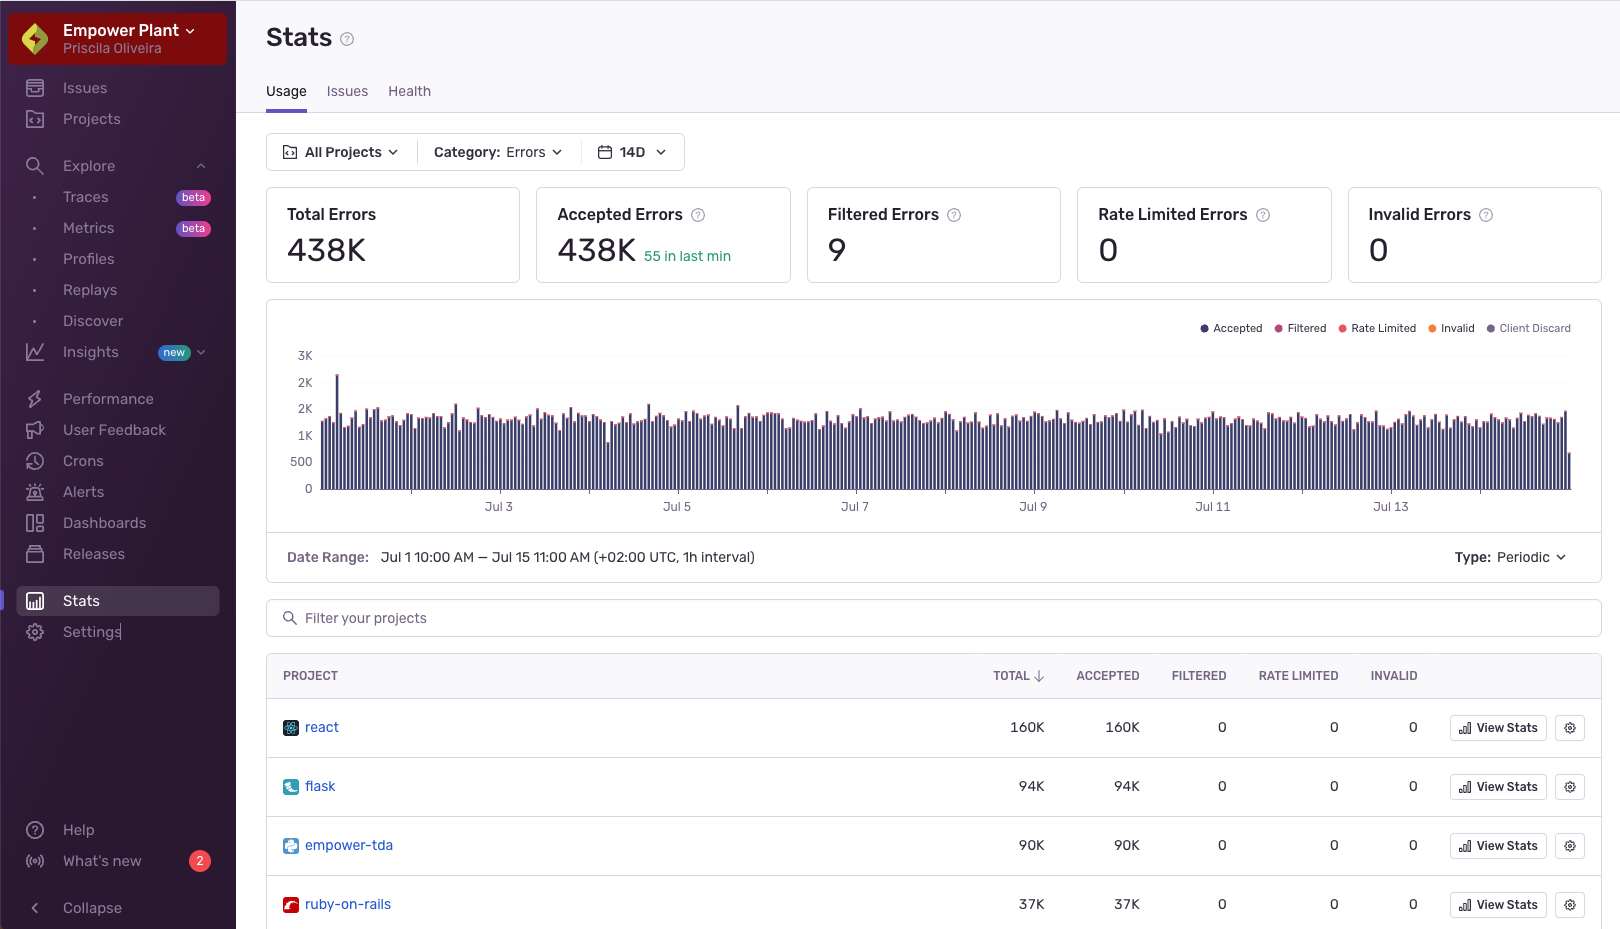 Empower Plant
Priscila Oliveira
Issues
Projects
Explore
Traces beta
Metrics beta
Profiles
Replays
Discover
Insights new
Performance
User Feedback
Crons
Alerts
Dashboards
Releases
Stats
Settings
Help
What's new 2
Collapse
Stats ?
Usage Issues Health
All Projects Category: Errors 14D
Total Errors
438K
Accepted Errors ?
438K 55 in last min
Filtered Errors ?
9
Rate Limited Errors ?
0
Invalid Errors ?
0
Accepted Filtered Rate Limited Invalid Client Discard
3K
2K
2K
1K
500
0
Jul 3 Jul 5 Jul 7 Jul 9 Jul 11 Jul 13
Date Range: Jul 1 10:00 AM — Jul 15 11:00 AM (+02:00 UTC, 1h interval)
Type: Periodic
Filter your projects
PROJECT TOTAL ACCEPTED FILTERED RATE LIMITED INVALID
react 160K 160K 0 0 0 View Stats
flask 94K 94K 0 0 0 View Stats
empower-tda 90K 90K 0 0 0 View Stats
ruby-on-rails 37K 37K 0 0 0 View Stats